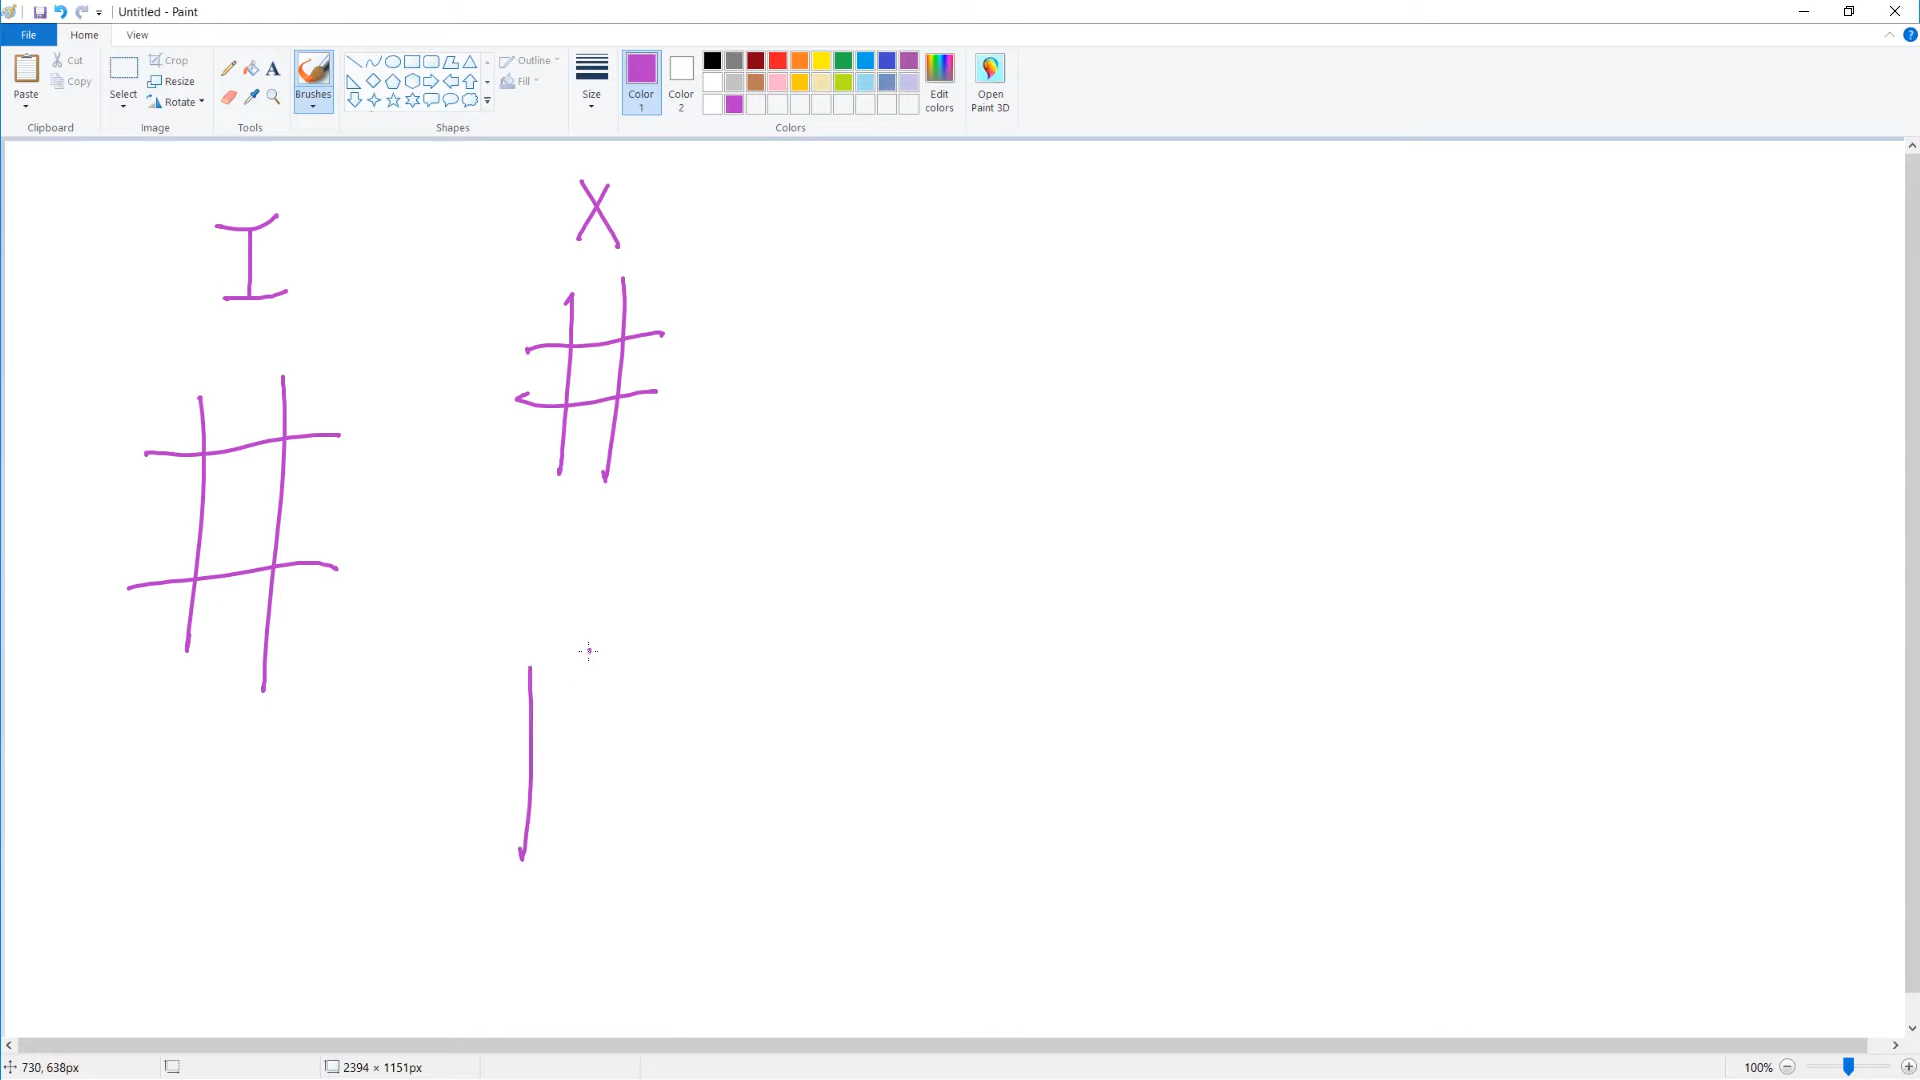 Untitled - Paint
File Home View
Paste
Cut
Copy
Clipboard
Select
Crop
Resize
Rotate
Image
Tools
Brushes
Shapes
Outline
Fill
Size
Color 1
Color 2
Colors
Edit colors
Open Paint 3D
I
X
730, 638px
2394 × 1151px
100%